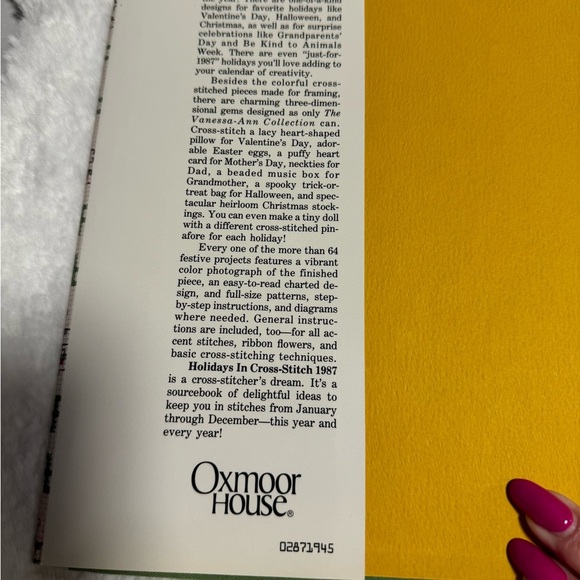 the year! There are one-of-a-kind
designs for favorite holidays like
Valentine's Day, Halloween, and
Christmas, as well as for surprise
celebrations like Grandparents'
Day and Be Kind to Animals
Week. There are even "just-for-
1987" holidays you'll love adding to
your calendar of creativity.
Besides the colorful cross-
stitched pieces made for framing,
there are charming three-dimen-
sional gems designed as only The
Vanessa-Ann Collection can.
Cross-stitch a lacy heart-shaped
pillow for Valentine's Day, ador-
able Easter eggs, a puffy heart
card for Mother's Day, neckties for
Dad, a beaded music box for
Grandmother, a spooky trick-or-
treat bag for Halloween, and spec-
tacular heirloom Christmas stock-
ings. You can even make a tiny doll
with a different cross-stitched pin-
afore for each holiday!
Every one of the more than 64
festive projects features a vibrant
color photograph of the finished
piece, an easy-to-read charted de-
sign, and full-size patterns, step-
by-step instructions, and diagrams
where needed. General instruc-
tions are included, too—for all ac-
cent stitches, ribbon flowers, and
basic cross-stitching techniques.
Holidays In Cross-Stitch 1987
is a cross-stitcher's dream. It's a
sourcebook of delightful ideas to
keep you in stitches from January
through December—this year and
every year!
Oxmoor
House®
02871945